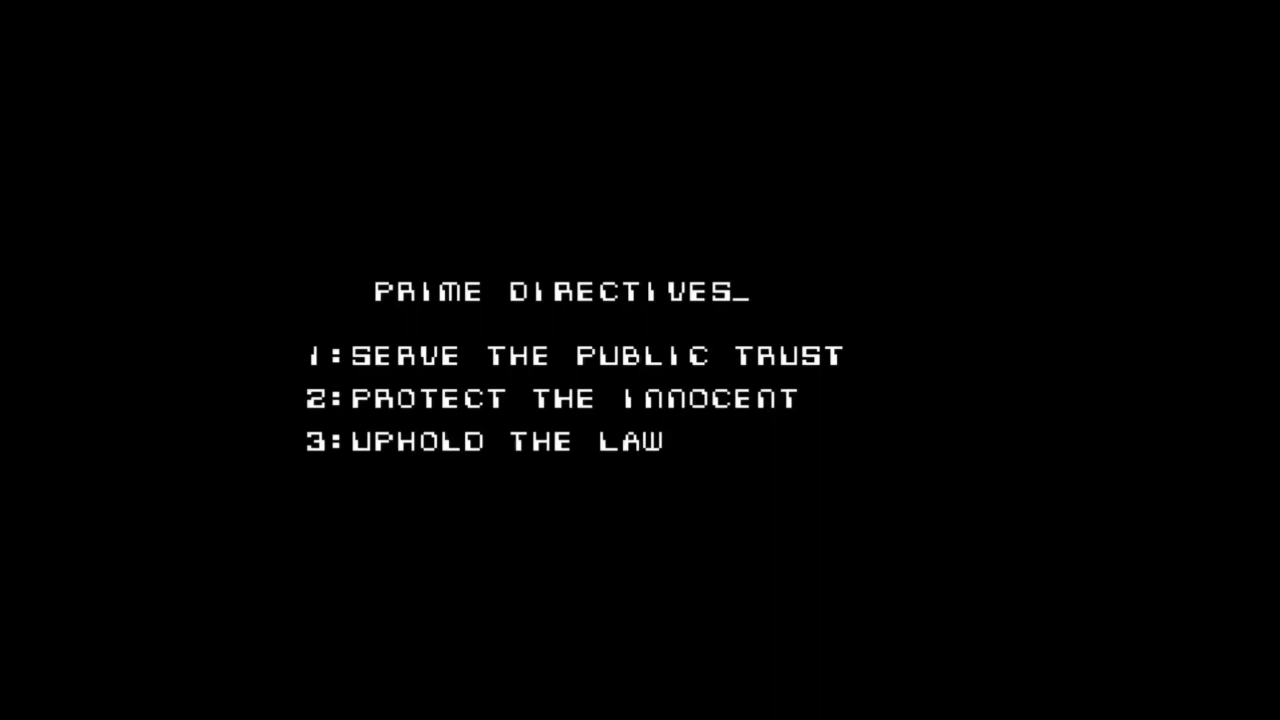 PRIME DIRECTIVES_
1:SERVE THE PUBLIC TRUST
2:PROTECT THE INNOCENT
3:UPHOLD THE LAW